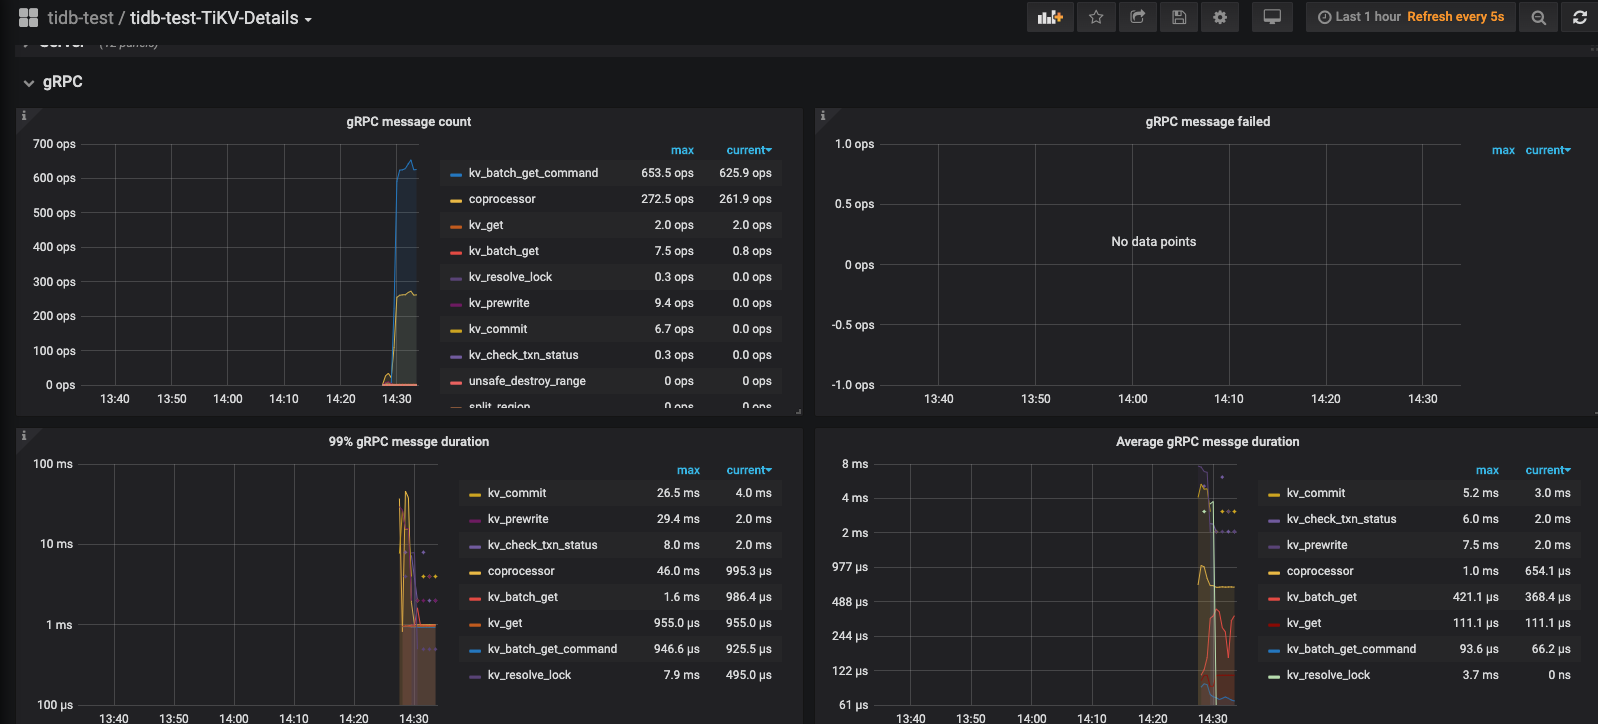 tidb-test / tidb-test-TiKV-Details
Last 1 hour Refresh every 5s
Server (12 panels)
gRPC
gRPC message count
max current
700 ops
600 ops
500 ops
400 ops
300 ops
200 ops
100 ops
0 ops
13:40 13:50 14:00 14:10 14:20 14:30
kv_batch_get_command 653.5 ops 625.9 ops
coprocessor 272.5 ops 261.9 ops
kv_get 2.0 ops 2.0 ops
kv_batch_get 7.5 ops 0.8 ops
kv_resolve_lock 0.3 ops 0.0 ops
kv_prewrite 9.4 ops 0.0 ops
kv_commit 6.7 ops 0.0 ops
kv_check_txn_status 0.3 ops 0.0 ops
unsafe_destroy_range 0 ops 0 ops
split_region 0 ops 0 ops
gRPC message failed
max current
1.0 ops
0.5 ops
0 ops
-0.5 ops
-1.0 ops
No data points
13:40 13:50 14:00 14:10 14:20 14:30
99% gRPC messge duration
max current
100 ms
10 ms
1 ms
100 µs
13:40 13:50 14:00 14:10 14:20 14:30
kv_commit 26.5 ms 4.0 ms
kv_prewrite 29.4 ms 2.0 ms
kv_check_txn_status 8.0 ms 2.0 ms
coprocessor 46.0 ms 995.3 µs
kv_batch_get 1.6 ms 986.4 µs
kv_get 955.0 µs 955.0 µs
kv_batch_get_command 946.6 µs 925.5 µs
kv_resolve_lock 7.9 ms 495.0 µs
Average gRPC messge duration
max current
8 ms
4 ms
2 ms
977 µs
488 µs
244 µs
122 µs
61 µs
13:40 13:50 14:00 14:10 14:20 14:30
kv_commit 5.2 ms 3.0 ms
kv_check_txn_status 6.0 ms 2.0 ms
kv_prewrite 7.5 ms 2.0 ms
coprocessor 1.0 ms 654.1 µs
kv_batch_get 421.1 µs 368.4 µs
kv_get 111.1 µs 111.1 µs
kv_batch_get_command 93.6 µs 66.2 µs
kv_resolve_lock 3.7 ms 0 ns